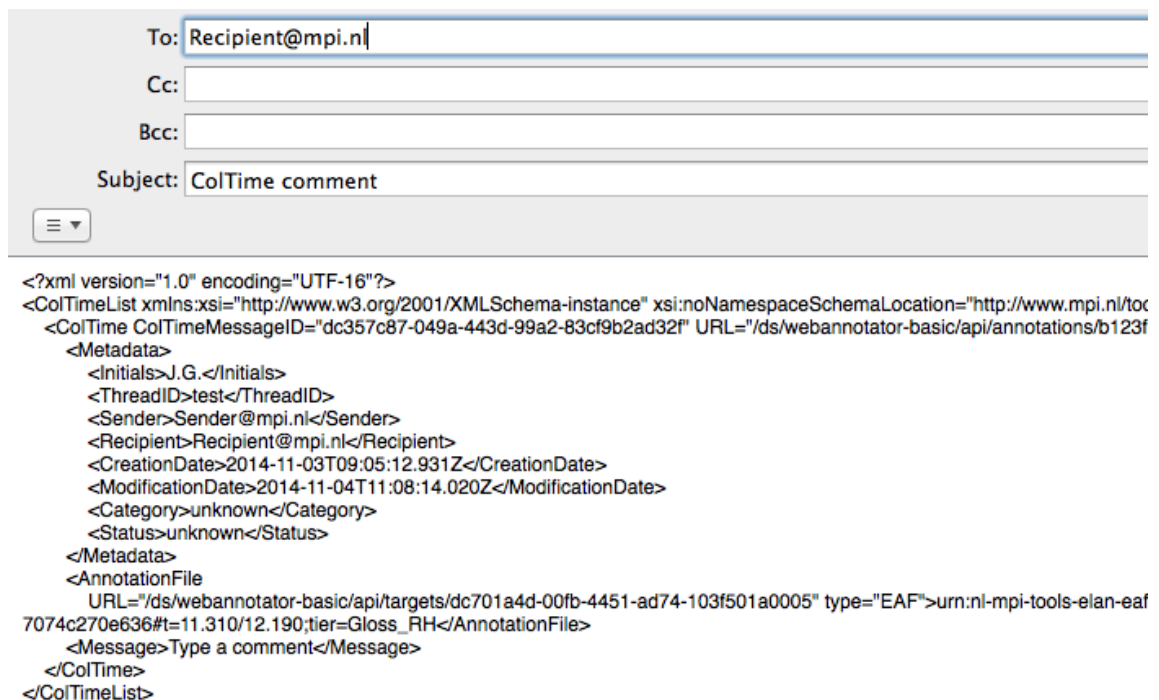 To: Recipient@mpi.nl
Cc:
Bcc:
Subject: ColTime comment
<?xml version="1.0" encoding="UTF-16"?>
<ColTimeList xmlns:xsi="http://www.w3.org/2001/XMLSchema-instance" xsi:noNamespaceSchemaLocation="http://www.mpi.nl/too
<ColTime ColTimeMessageID="dc357c87-049a-443d-99a2-83cf9b2ad32f" URL="/ds/webannotator-basic/api/annotations/b123f
<Metadata>
<Initials>J.G.</Initials>
<ThreadID>test</ThreadID>
<Sender>Sender@mpi.nl</Sender>
<Recipient>Recipient@mpi.nl</Recipient>
<CreationDate>2014-11-03T09:05:12.931Z</CreationDate>
<ModificationDate>2014-11-04T11:08:14.020Z</ModificationDate>
<Category>unknown</Category>
<Status>unknown</Status>
</Metadata>
<AnnotationFile
URL="/ds/webannotator-basic/api/targets/dc701a4d-00fb-4451-ad74-103f501a0005" type="EAF">urn:nl-mpi-tools-elan-eaf
7074c270e636#t=11.310/12.190;tier=Gloss_RH</AnnotationFile>
<Message>Type a comment</Message>
</ColTime>
</ColTimeList>